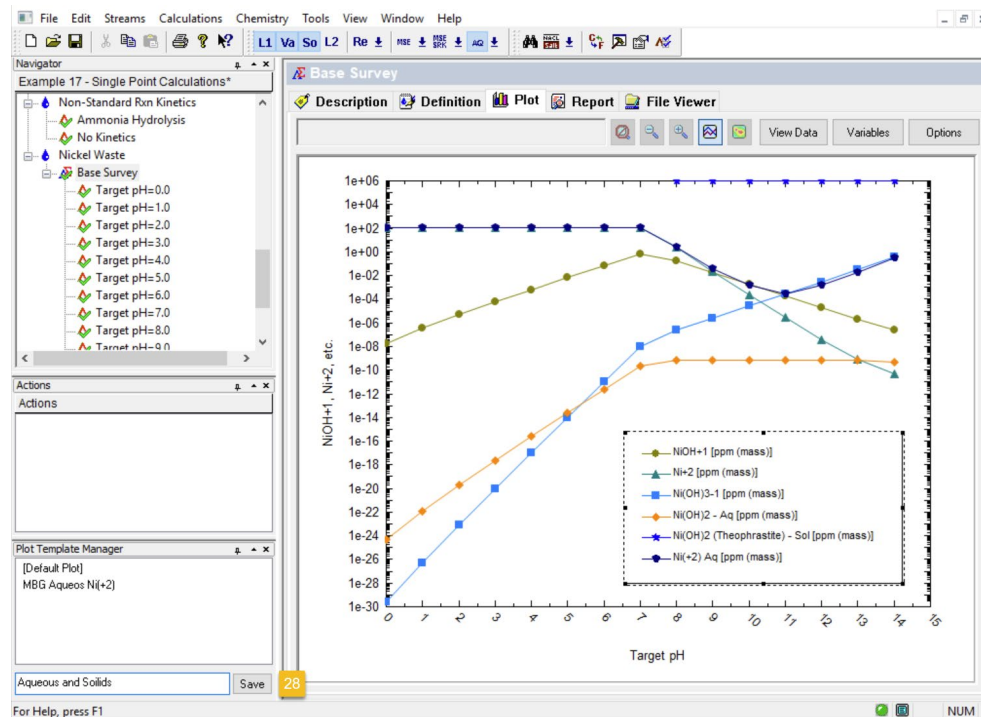 File Edit Streams Calculations Chemistry Tools View Window Help
L1 Va So L2 Re MSE MSE SRK AQ
Navigator
Example 17 - Single Point Calculations*
Non-Standard Rxn Kinetics
Ammonia Hydrolysis
No Kinetics
Nickel Waste
Base Survey
Target pH=0.0
Target pH=1.0
Target pH=2.0
Target pH=3.0
Target pH=4.0
Target pH=5.0
Target pH=6.0
Target pH=7.0
Target pH=8.0
Target pH=9.0
Actions
Actions
Plot Template Manager
[Default Plot]
MBG Aqueos Ni(+2)
Aqueous and Soilids Save 28
For Help, press F1
Base Survey
Description Definition Plot Report File Viewer
View Data Variables Options
1e+06
1e+04
1e+02
1e+00
1e-02
1e-04
1e-06
1e-08
1e-10
1e-12
1e-14
1e-16
1e-18
1e-20
1e-22
1e-24
1e-26
1e-28
1e-30
NiOH+1, Ni+2, etc.
NiOH+1 [ppm (mass)]
Ni+2 [ppm (mass)]
Ni(OH)3-1 [ppm (mass)]
Ni(OH)2 - Aq [ppm (mass)]
Ni(OH)2 (Theophrastite) - Sol [ppm (mass)]
Ni(+2) Aq [ppm (mass)]
0 1 2 3 4 5 6 7 8 9 10 11 12 13 14 15
Target pH
NUM